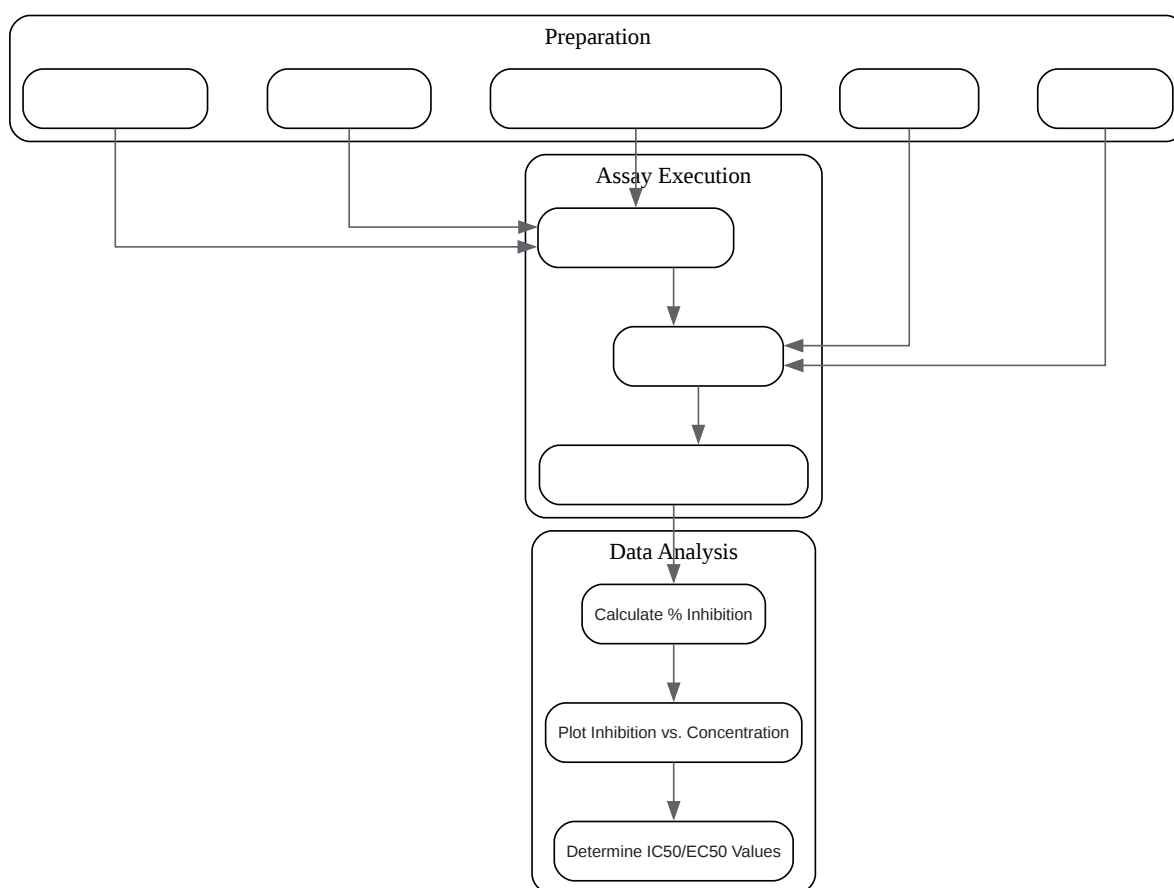 Preparation
Assay Execution
Data Analysis
Calculate % Inhibition
Plot Inhibition vs. Concentration
Determine IC50/EC50 Values